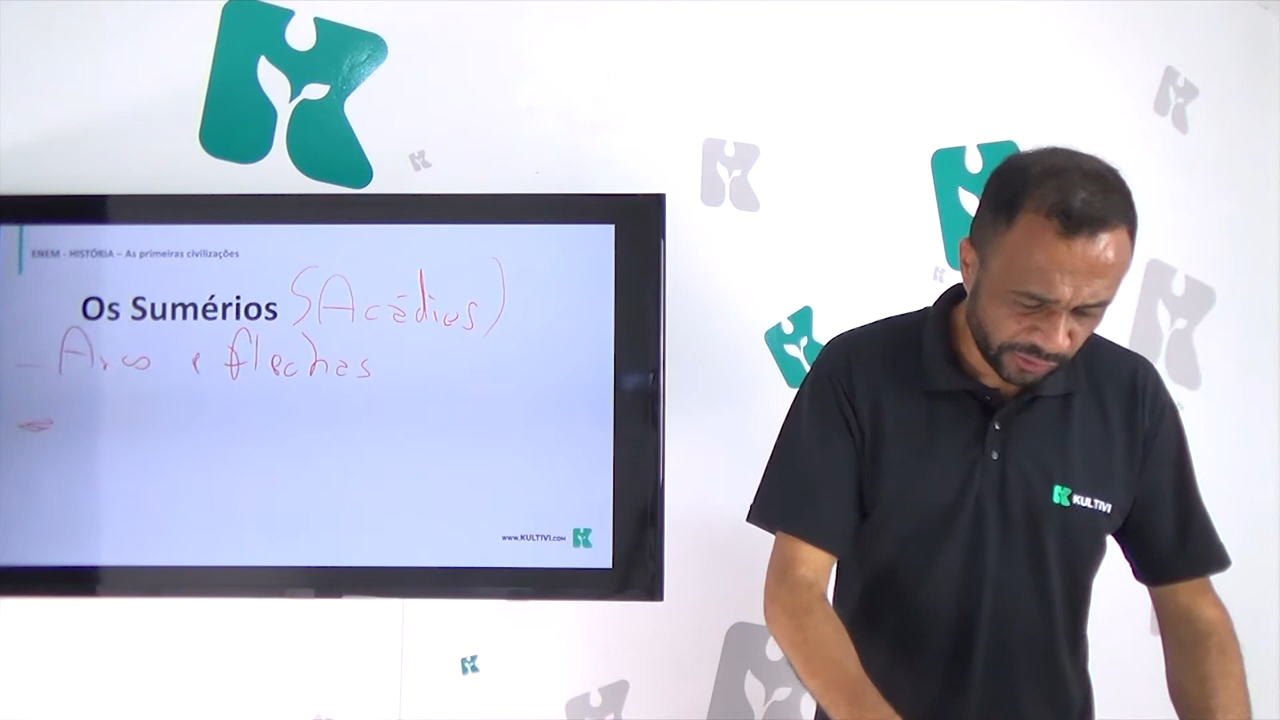 ENEM - HISTÓRIA – As primeiras civilizações
Os Sumérios (Acádios)
- Arco e flechas
www.KULTIVI.COM
KULTIVI